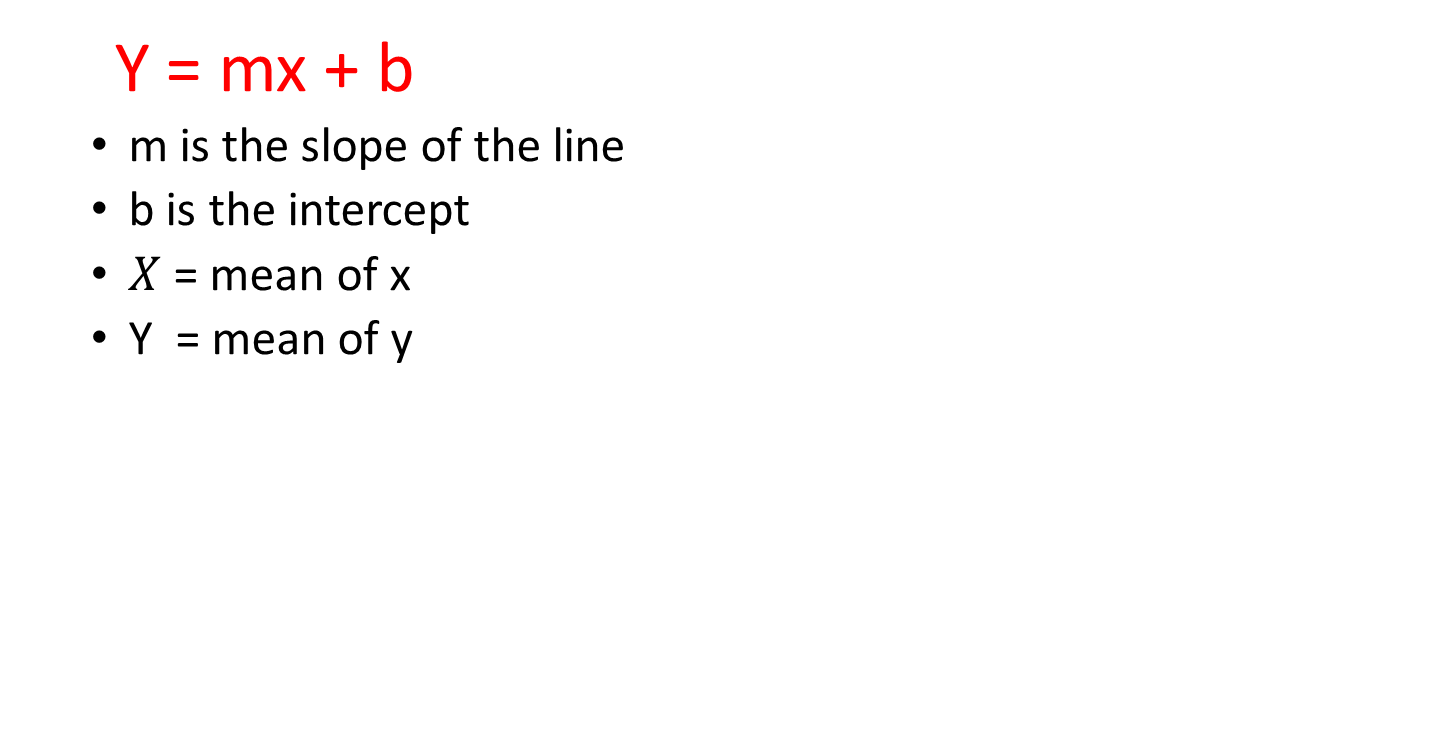 Y = mx + b
• m is the slope of the line
• b is the intercept
• 𝑋 = mean of x
• Y = mean of y